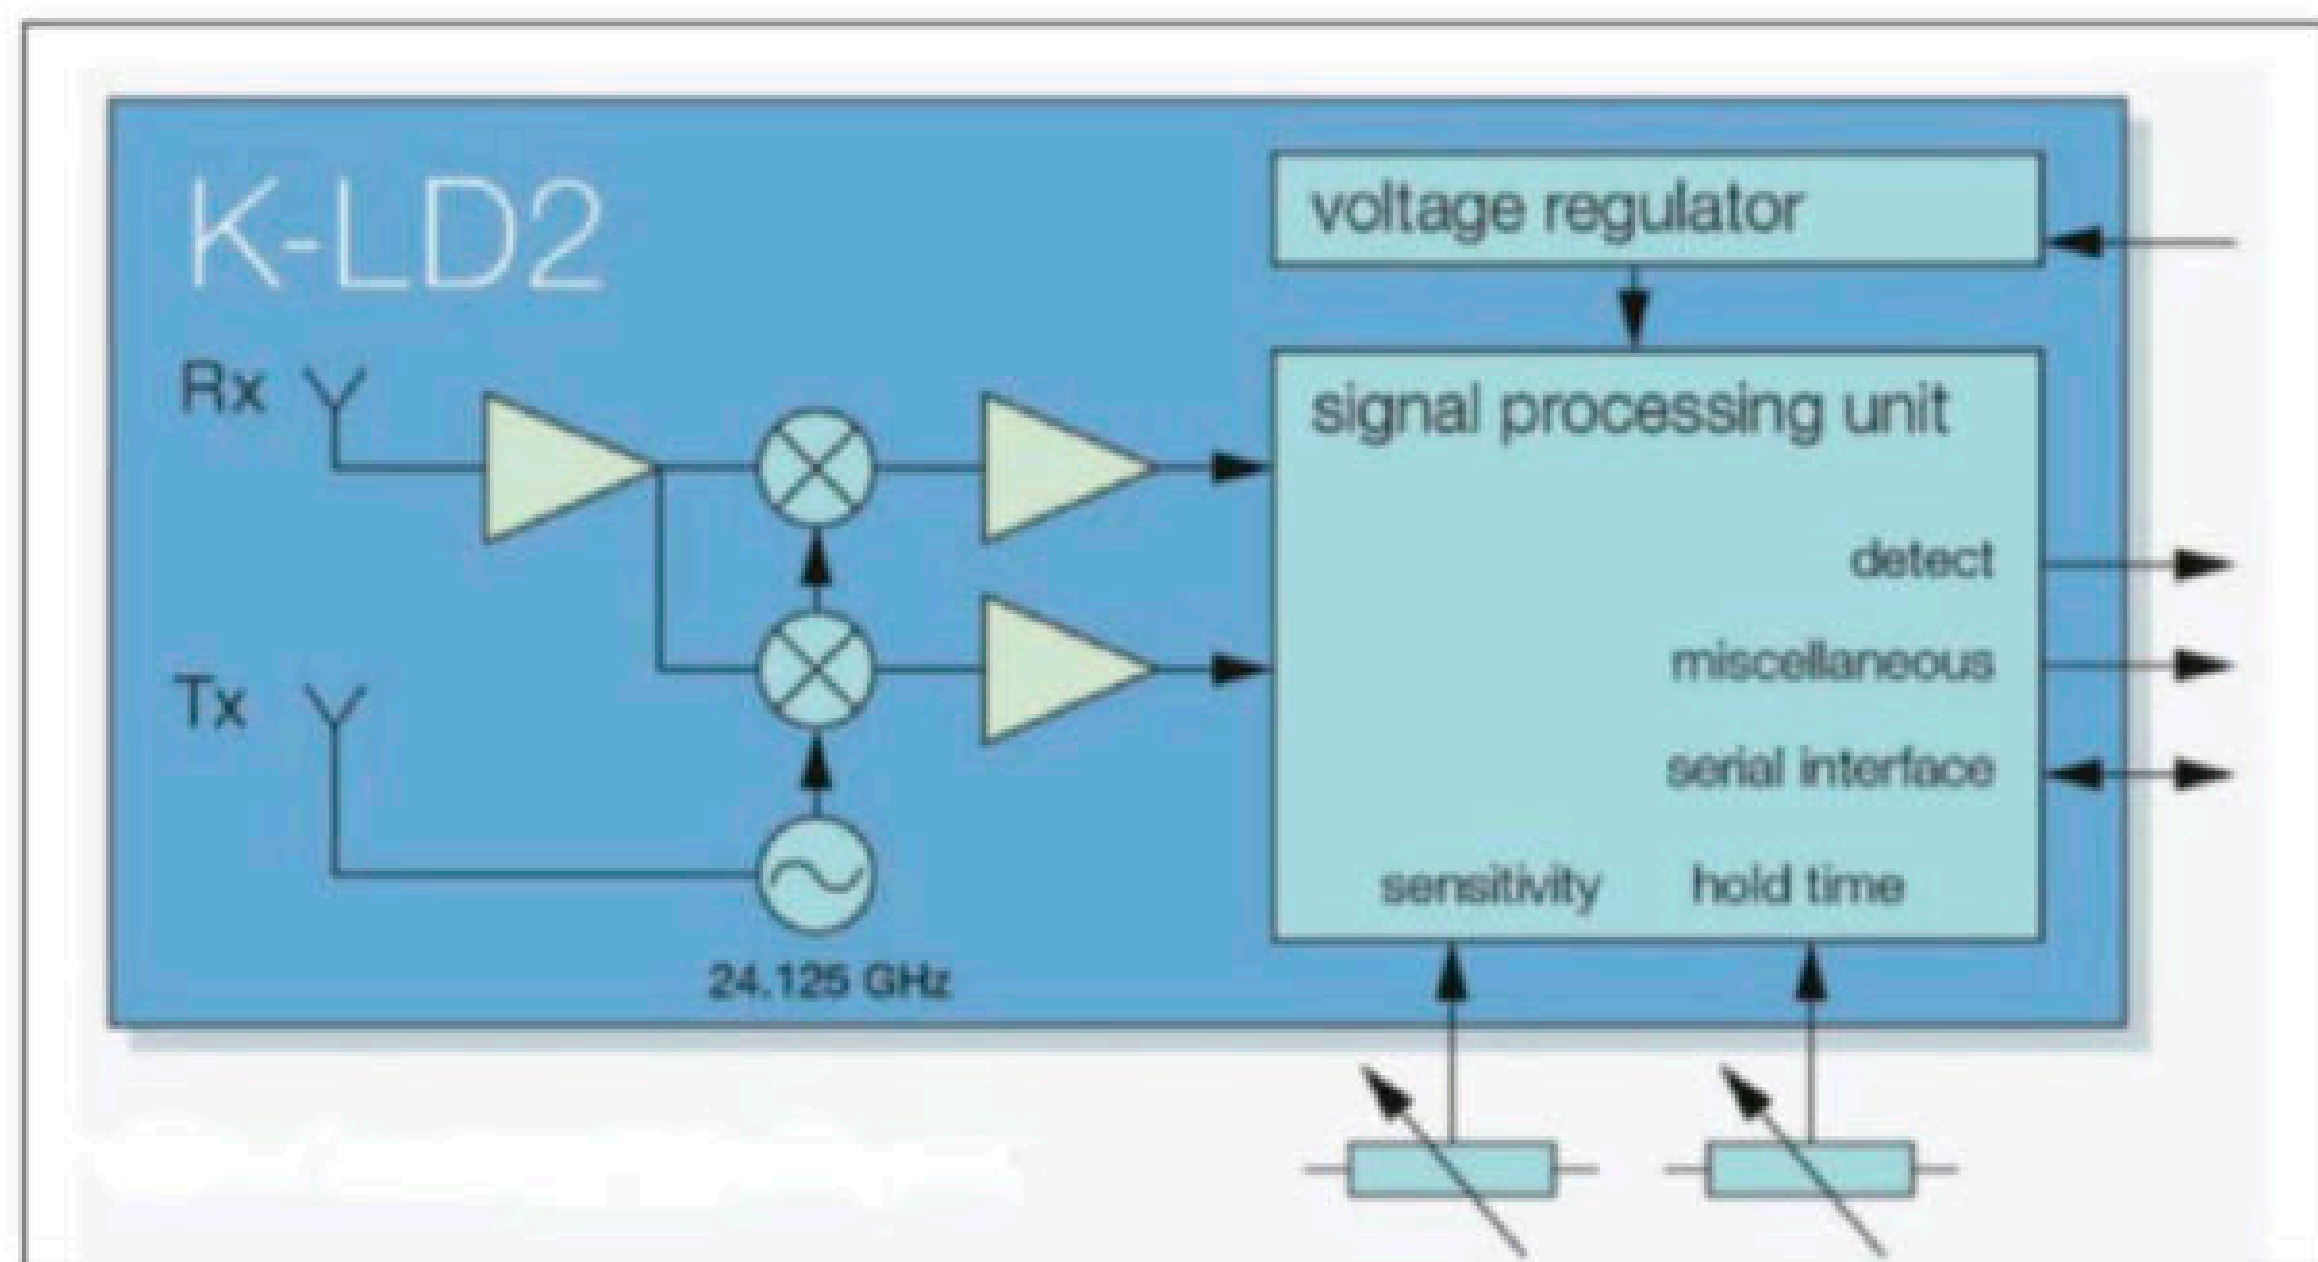 K-LD2
voltage regulator
Rx
signal processing unit
detect
miscellaneous
Tx
serial interface
sensitivity
hold time
24.125 GHz